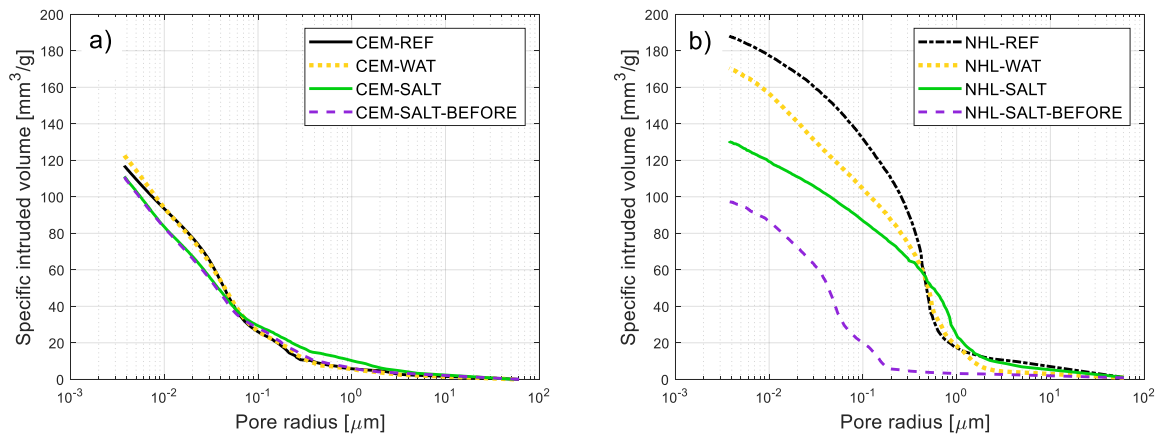 a)
Specific intruded volume [mm³/g]
200
180
160
140
120
100
80
60
40
20
0
CEM-REF
CEM-WAT
CEM-SALT
CEM-SALT-BEFORE
10⁻³ 10⁻² 10⁻¹ 10⁰ 10¹ 10²
Pore radius [μm]
b)
Specific intruded volume [mm³/g]
200
180
160
140
120
100
80
60
40
20
0
NHL-REF
NHL-WAT
NHL-SALT
NHL-SALT-BEFORE
10⁻³ 10⁻² 10⁻¹ 10⁰ 10¹ 10²
Pore radius [μm]